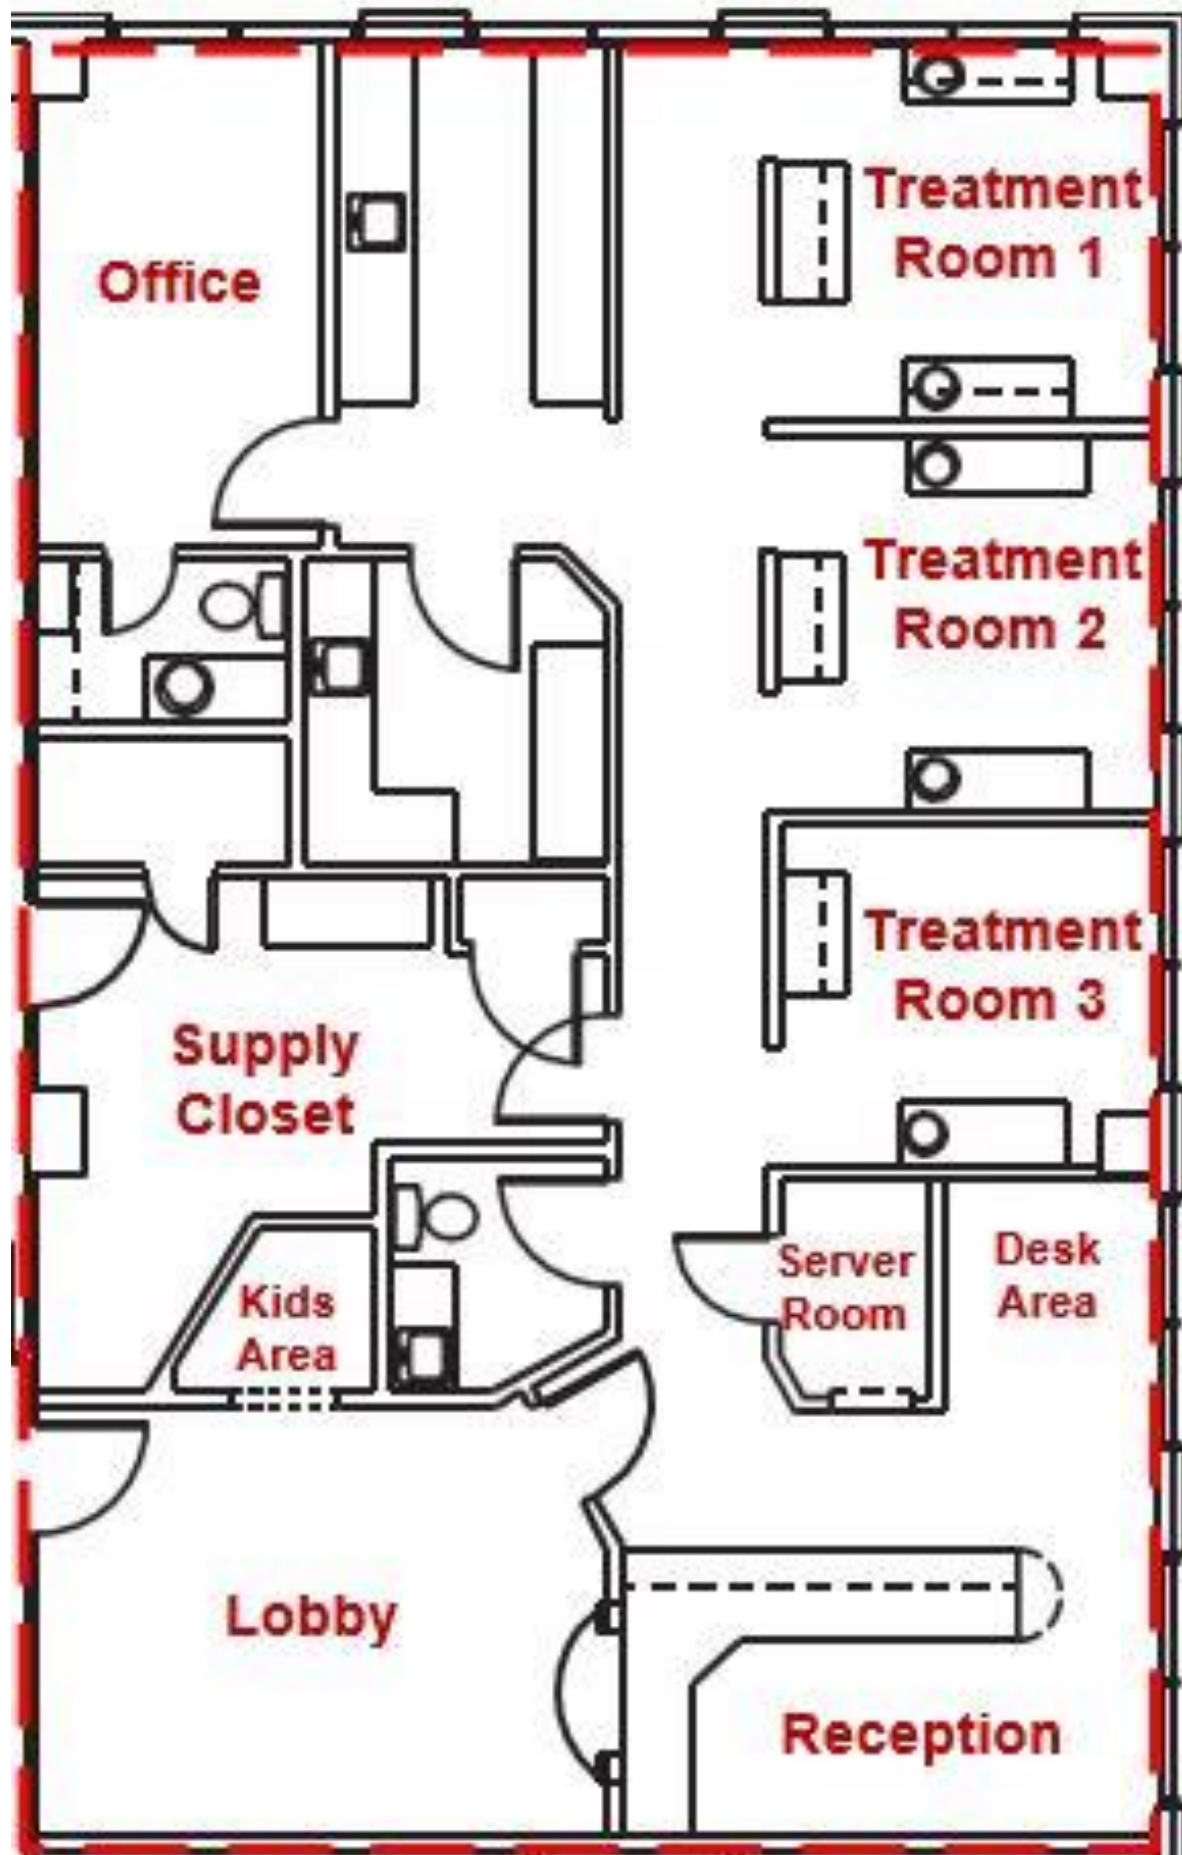 Treatment
Room 1
Office
Treatment
Room 2
Treatment
Room 3
Supply
Closet
Server
Room
Desk
Area
Kids
Area
Lobby
Reception